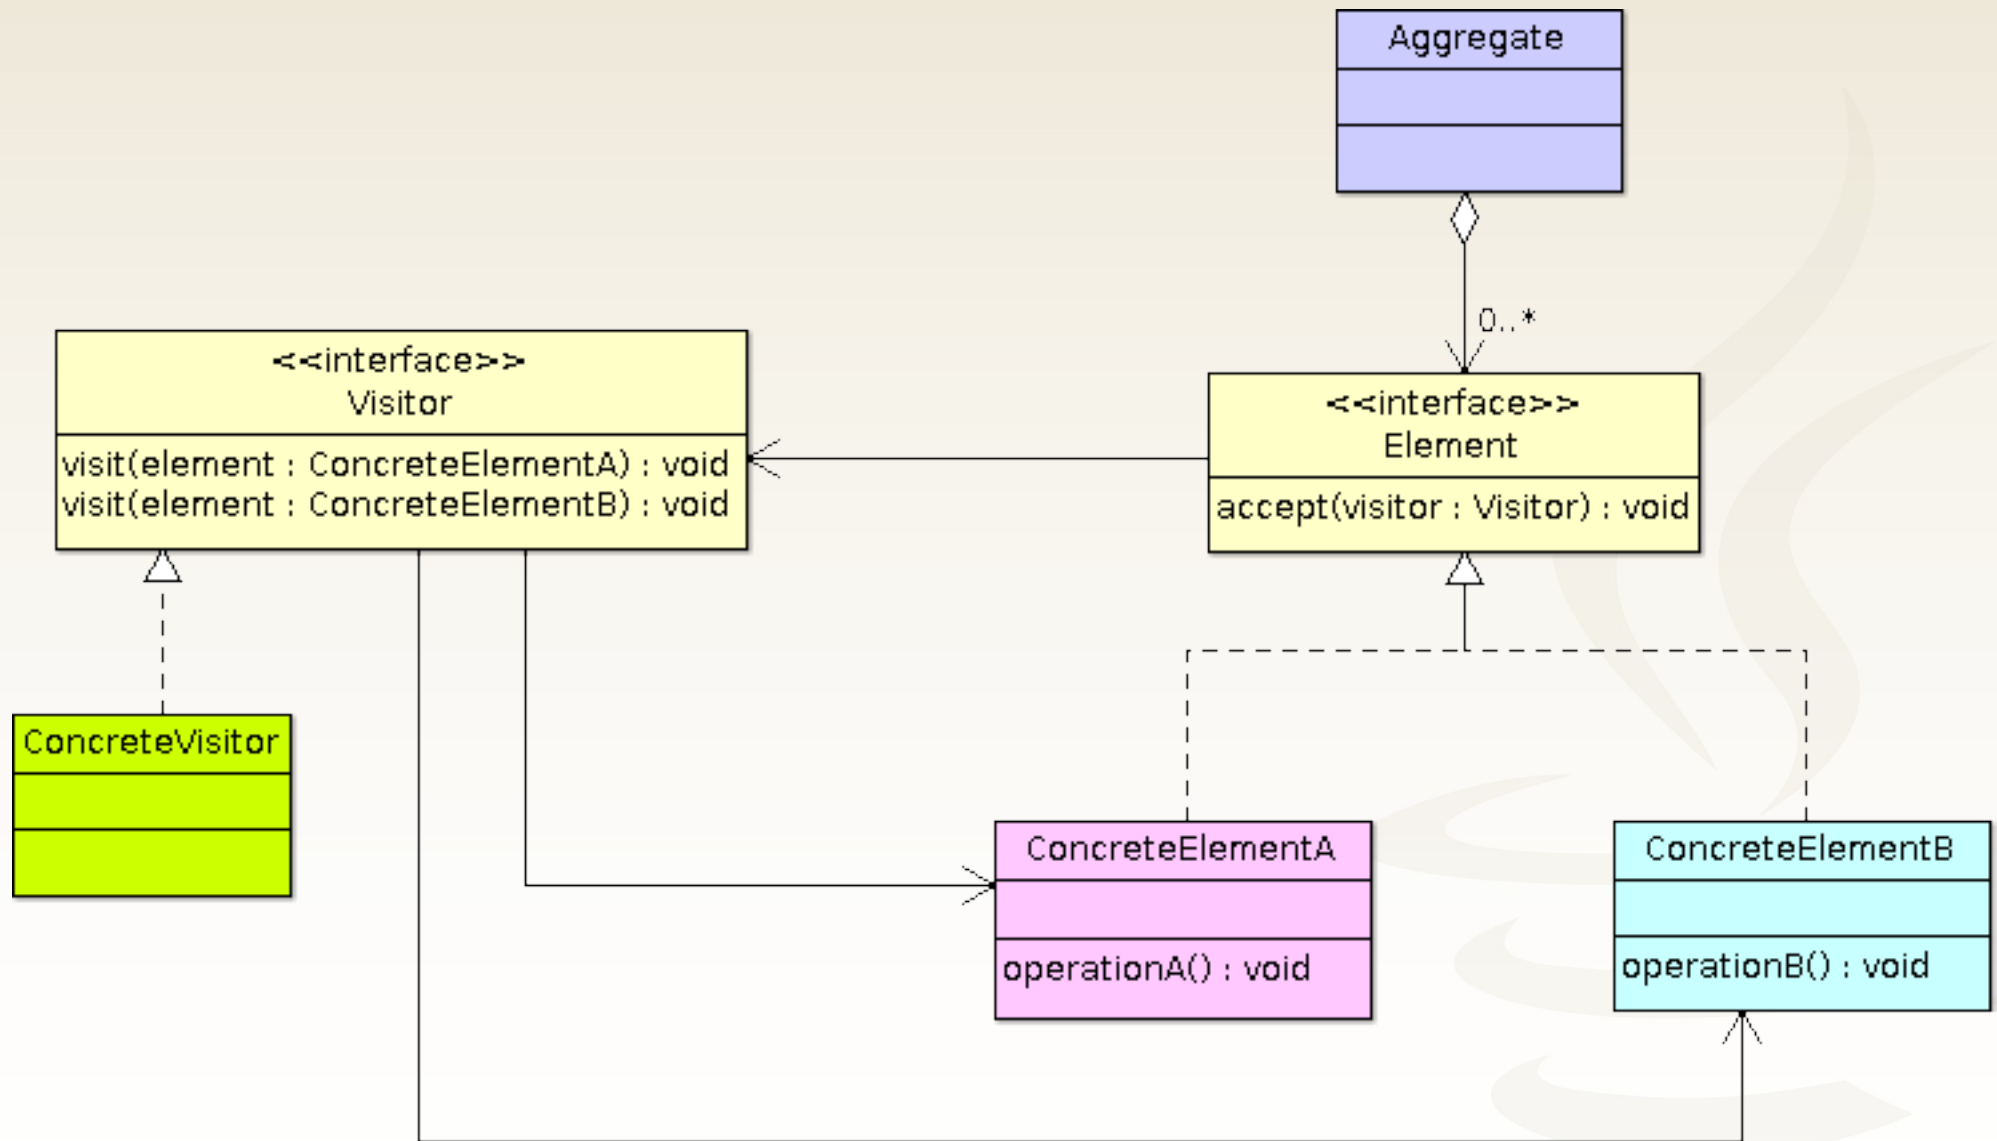 Aggregate
0..*
<<interface>>
Visitor
visit(element : ConcreteElementA) : void
visit(element : ConcreteElementB) : void
<<interface>>
Element
accept(visitor : Visitor) : void
ConcreteVisitor
ConcreteElementA
operationA() : void
ConcreteElementB
operationB() : void